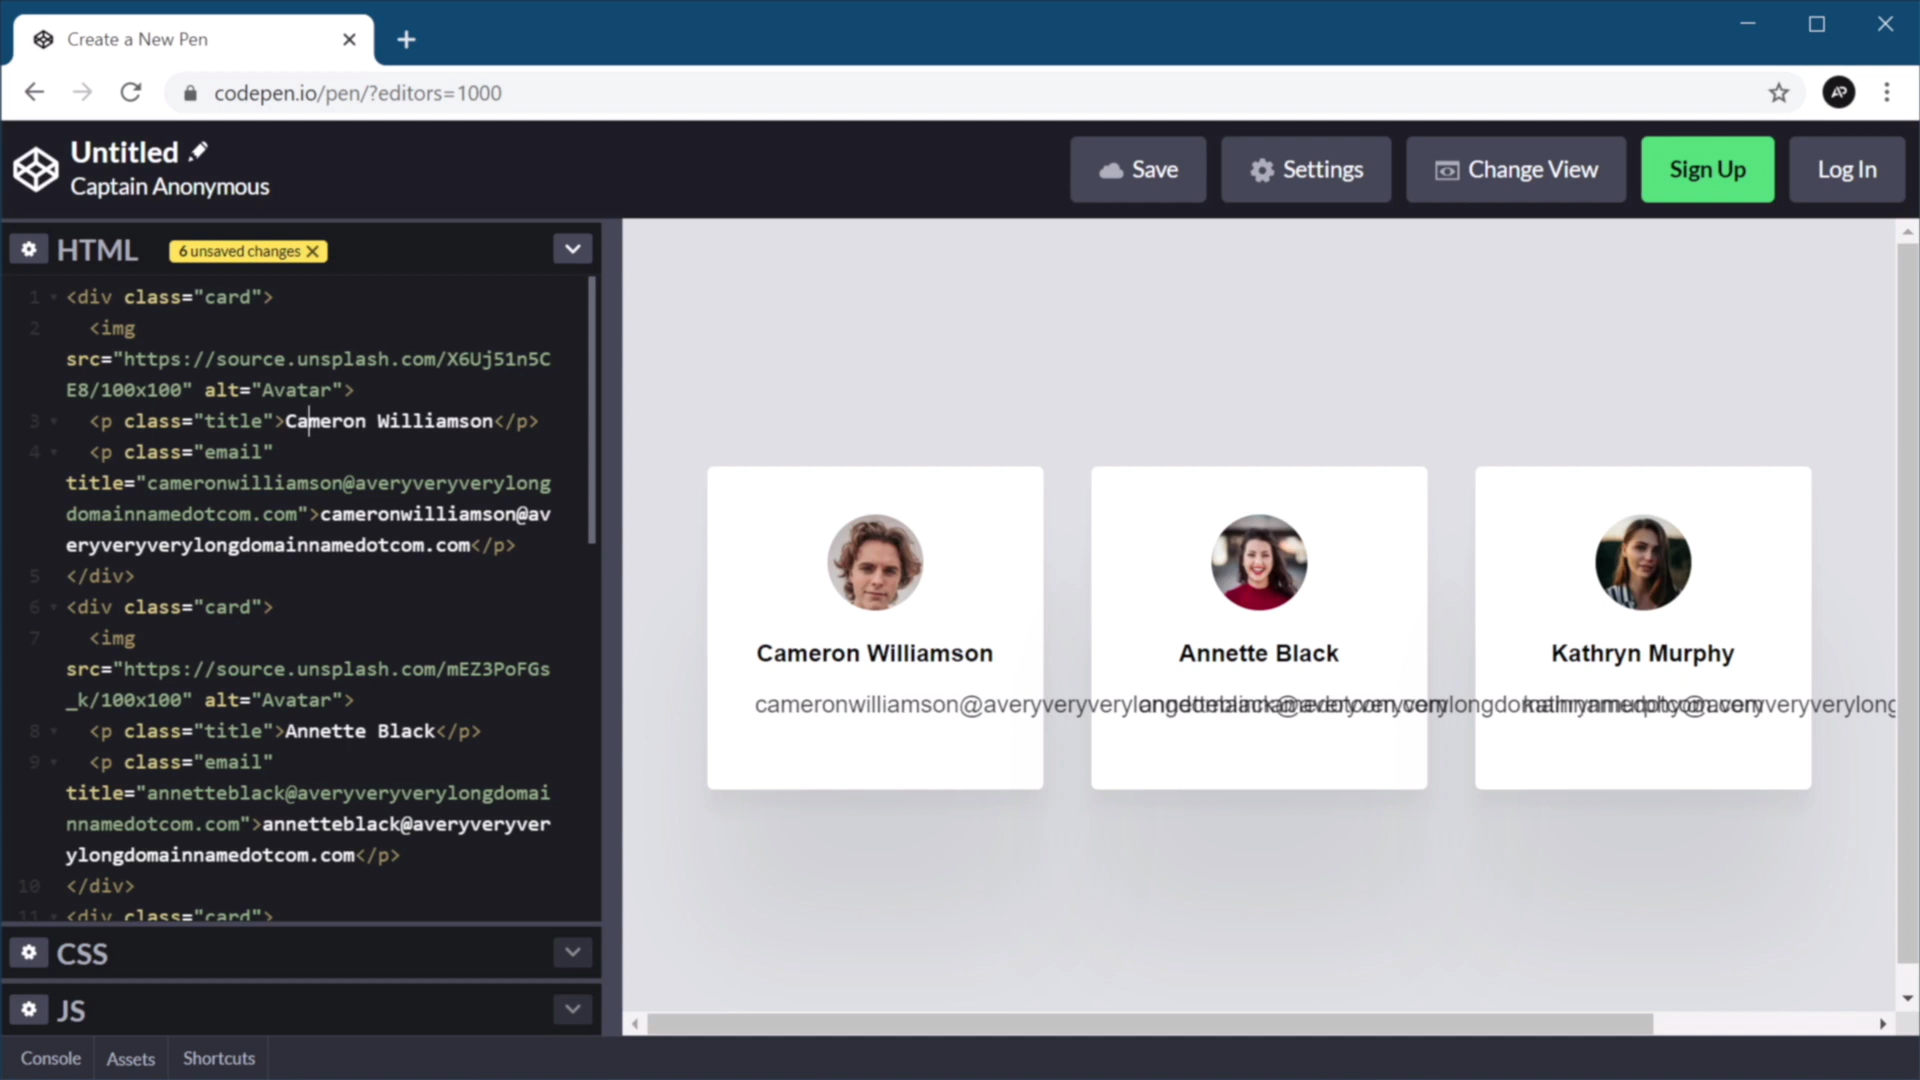 Create a New Pen
codepen.io/pen/?editors=1000
AP
Untitled
Captain Anonymous
Save
Settings
Change View
Sign Up
Log In
HTML
6 unsaved changes
1 <div class="card">
2 <img
src="https://source.unsplash.com/X6Uj51n5C
E8/100x100" alt="Avatar">
3 <p class="title">Cameron Williamson</p>
4 <p class="email"
title="cameronwilliamson@averyveryverylong
domainnamedotcom.com">cameronwilliamson@av
eryveryverylongdomainnamedotcom.com</p>
5 </div>
6 <div class="card">
7 <img
src="https://source.unsplash.com/mEZ3PoFGs
_k/100x100" alt="Avatar">
8 <p class="title">Annette Black</p>
9 <p class="email"
title="annetteblack@averyveryverylongdomai
nnamedotcom.com">annetteblack@averyveryver
ylongdomainnamedotcom.com</p>
10 </div>
11 <div class="card">
CSS
JS
Console
Assets
Shortcuts
Cameron Williamson
Annette Black
Kathryn Murphy